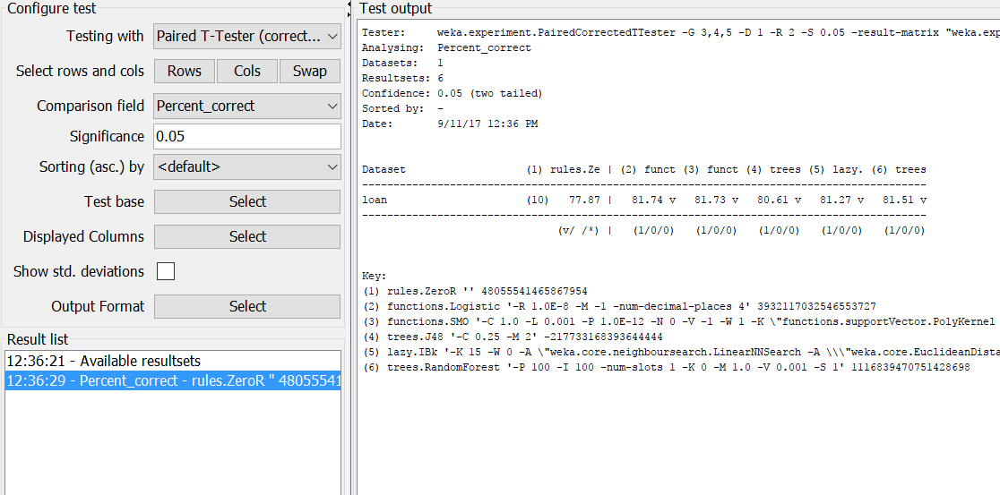 Configure test
Testing with Paired T-Tester (correct...
Select rows and cols Rows Cols Swap
Comparison field Percent_correct
Significance 0.05
Sorting (asc.) by <default>
Test base Select
Displayed Columns Select
Show std. deviations
Output Format Select
Result list
12:36:21 - Available resultsets
12:36:29 - Percent_correct - rules.ZeroR '' 48055541
Test output
Tester: weka.experiment.PairedCorrectedTTester -G 3,4,5 -D 1 -R 2 -S 0.05 -result-matrix "weka.exp
Analysing: Percent_correct
Datasets: 1
Resultsets: 6
Confidence: 0.05 (two tailed)
Sorted by: -
Date: 9/11/17 12:36 PM
Dataset (1) rules.Ze | (2) funct (3) funct (4) trees (5) lazy. (6) trees
------------------------------------------------------------------------------------------
loan (10) 77.87 | 81.74 v 81.73 v 80.61 v 81.27 v 81.51 v
------------------------------------------------------------------------------------------
(v/ /*) | (1/0/0) (1/0/0) (1/0/0) (1/0/0) (1/0/0)
Key:
(1) rules.ZeroR '' 48055541465867954
(2) functions.Logistic '-R 1.0E-8 -M -1 -num-decimal-places 4' 3932117032546553727
(3) functions.SMO '-C 1.0 -L 0.001 -P 1.0E-12 -N 0 -V -1 -W 1 -K \"functions.supportVector.PolyKernel
(4) trees.J48 '-C 0.25 -M 2' -217733168393644444
(5) lazy.IBk '-K 15 -W 0 -A \"weka.core.neighboursearch.LinearNNSearch -A \\\"weka.core.EuclideanDista
(6) trees.RandomForest '-P 100 -I 100 -num-slots 1 -K 0 -M 1.0 -V 0.001 -S 1' 1116839470751428698